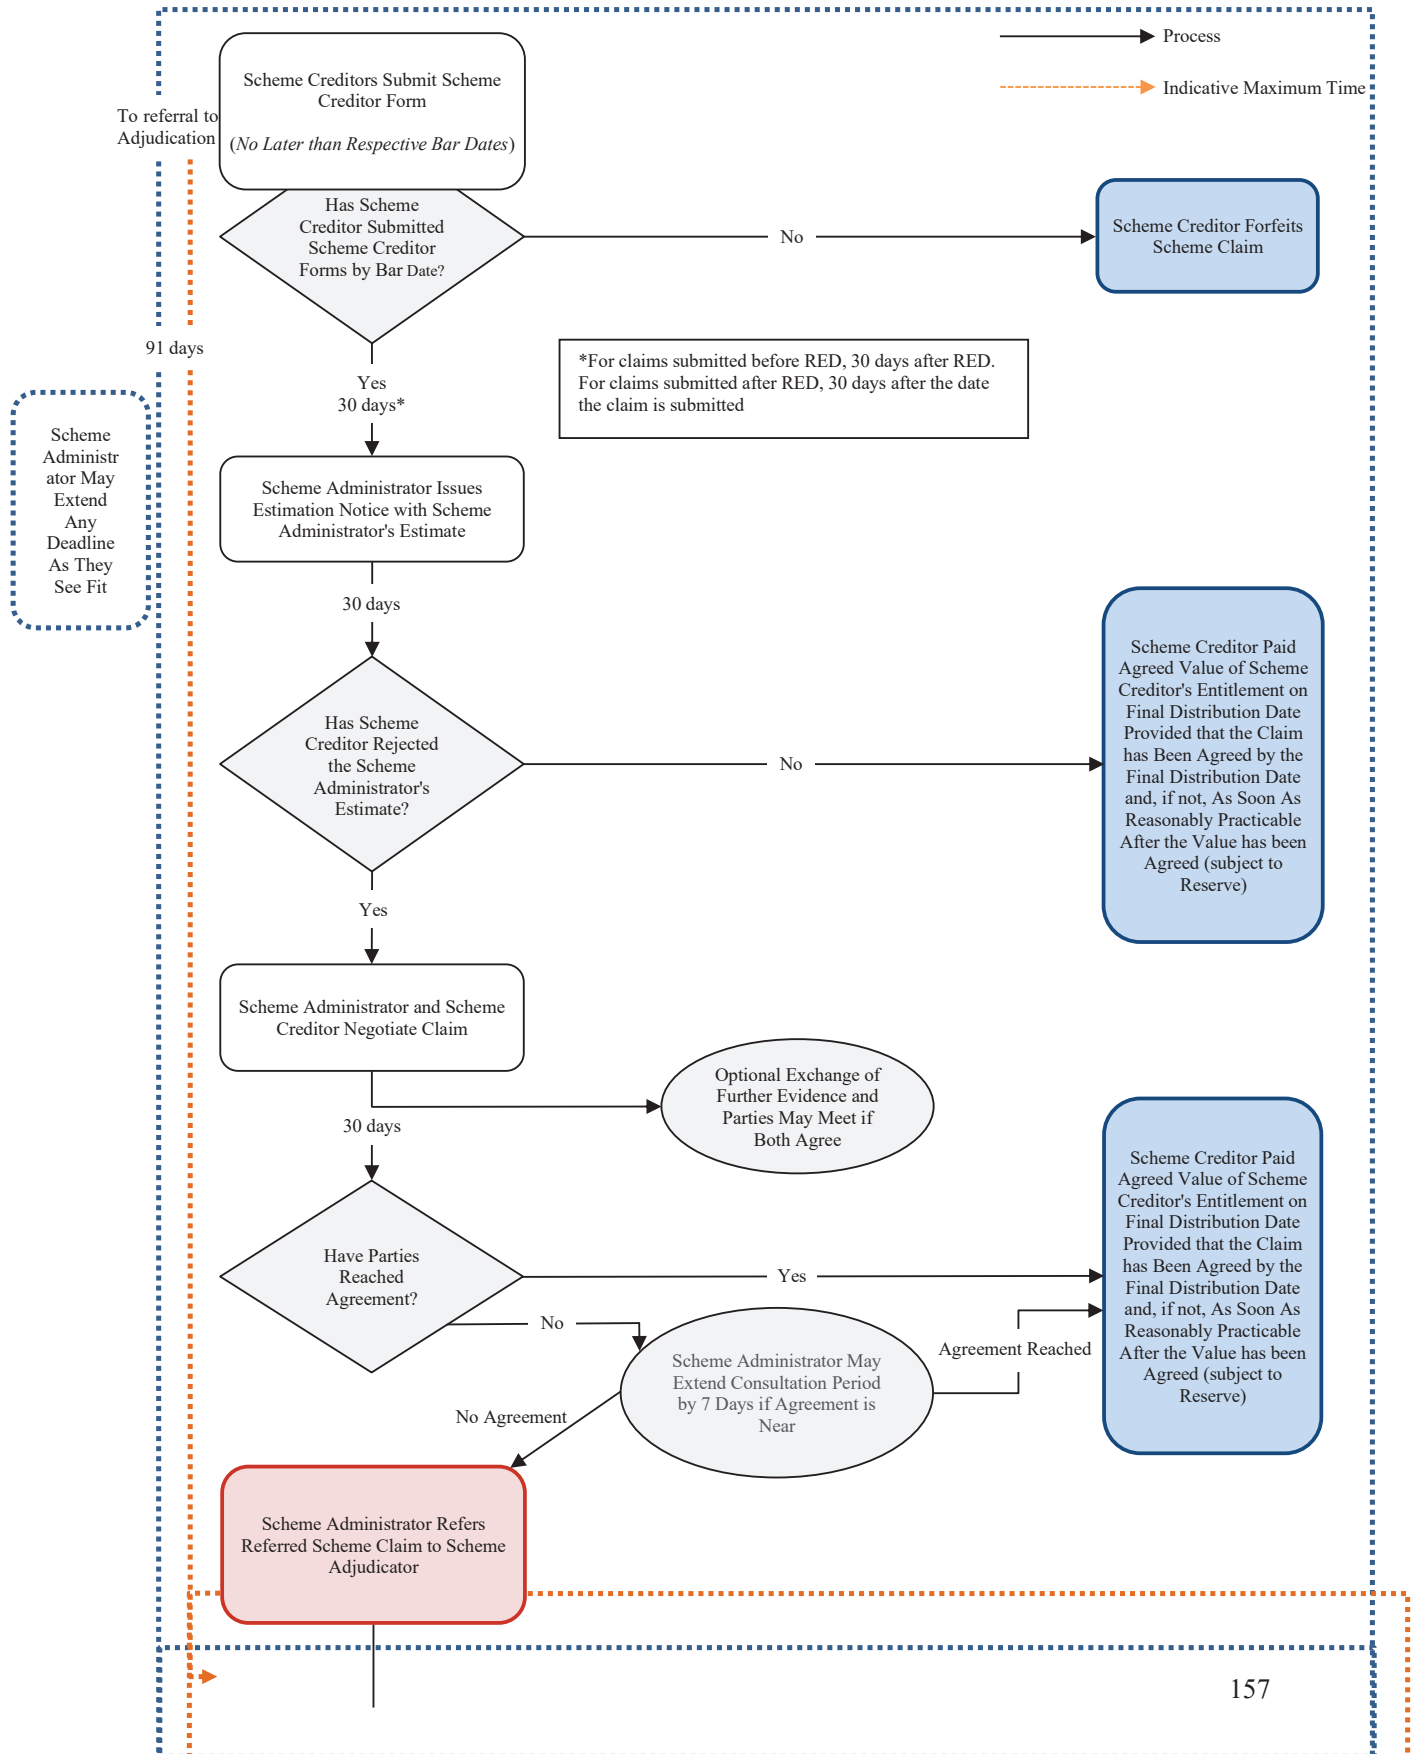 Process
Indicative Maximum Time
Scheme Creditors Submit Scheme
Creditor Form
(No Later than Respective Bar Dates)
To referral to
Adjudication
Has Scheme
Creditor Submitted
Scheme Creditor
Forms by Bar Date?
No
Scheme Creditor Forfeits
Scheme Claim
91 days
*For claims submitted before RED, 30 days after RED.
For claims submitted after RED, 30 days after the date
the claim is submitted
Yes
30 days*
Scheme
Administr
ator May
Extend
Any
Deadline
As They
See Fit
Scheme Administrator Issues
Estimation Notice with Scheme
Administrator's Estimate
30 days
Has Scheme
Creditor Rejected
the Scheme
Administrator's
Estimate?
No
Scheme Creditor Paid
Agreed Value of Scheme
Creditor's Entitlement on
Final Distribution Date
Provided that the Claim
has Been Agreed by the
Final Distribution Date
and, if not, As Soon As
Reasonably Practicable
After the Value has been
Agreed (subject to
Reserve)
Yes
Scheme Administrator and Scheme
Creditor Negotiate Claim
Optional Exchange of
Further Evidence and
Parties May Meet if
Both Agree
30 days
Have Parties
Reached
Agreement?
Yes
Scheme Creditor Paid
Agreed Value of Scheme
Creditor's Entitlement on
Final Distribution Date
Provided that the Claim
has Been Agreed by the
Final Distribution Date
and, if not, As Soon As
Reasonably Practicable
After the Value has been
Agreed (subject to
Reserve)
No
Scheme Administrator May
Extend Consultation Period
by 7 Days if Agreement is
Near
Agreement Reached
No Agreement
Scheme Administrator Refers
Referred Scheme Claim to Scheme
Adjudicator
157